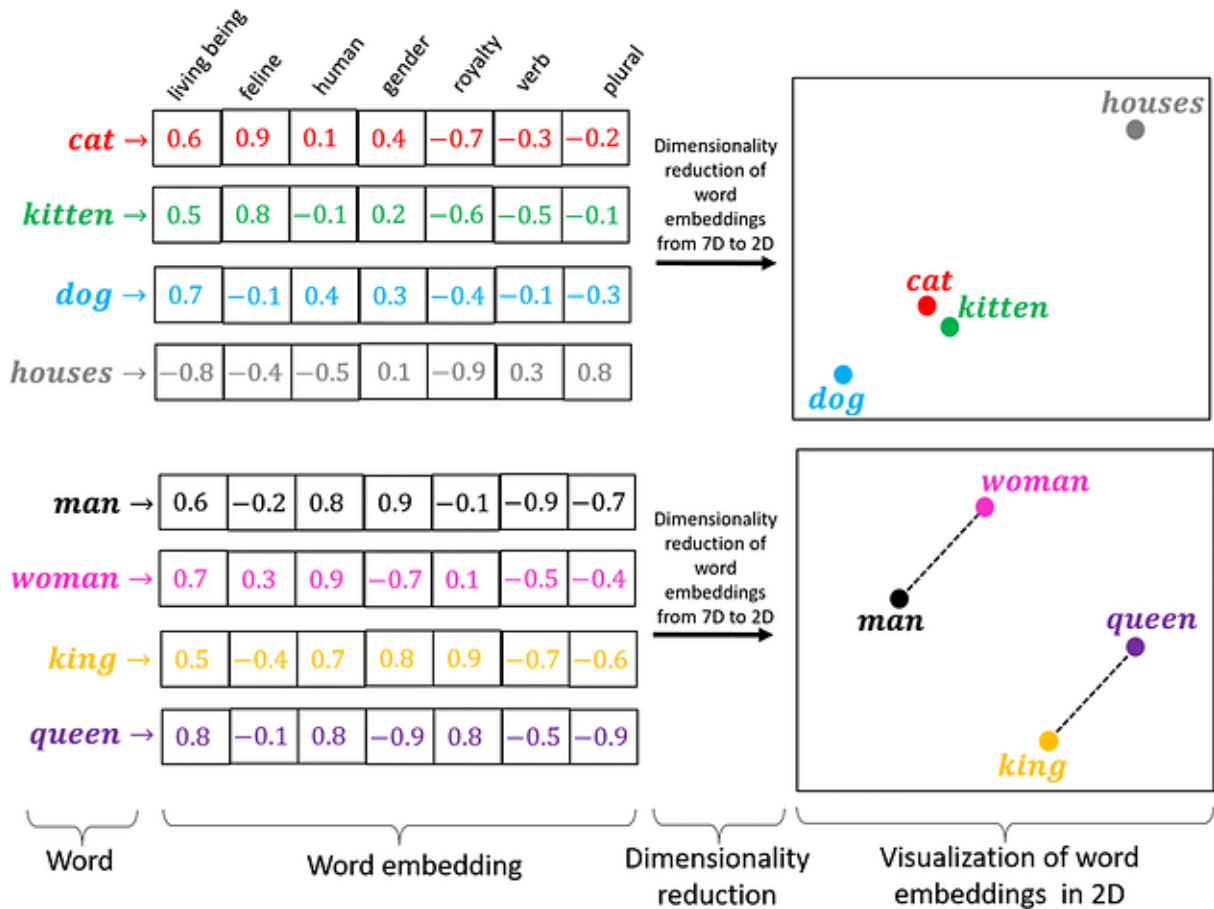 living being feline human gender royalty verb plural
cat → 0.6 0.9 0.1 0.4 −0.7 −0.3 −0.2
kitten → 0.5 0.8 −0.1 0.2 −0.6 −0.5 −0.1
dog → 0.7 −0.1 0.4 0.3 −0.4 −0.1 −0.3
houses → −0.8 −0.4 −0.5 0.1 −0.9 0.3 0.8
Dimensionality
reduction of
word
embeddings
from 7D to 2D
houses
cat
kitten
dog
man → 0.6 −0.2 0.8 0.9 −0.1 −0.9 −0.7
woman → 0.7 0.3 0.9 −0.7 0.1 −0.5 −0.4
king → 0.5 −0.4 0.7 0.8 0.9 −0.7 −0.6
queen → 0.8 −0.1 0.8 −0.9 0.8 −0.5 −0.9
Dimensionality
reduction of
word
embeddings
from 7D to 2D
woman
man
queen
king
Word
Word embedding
Dimensionality
reduction
Visualization of word
embeddings in 2D